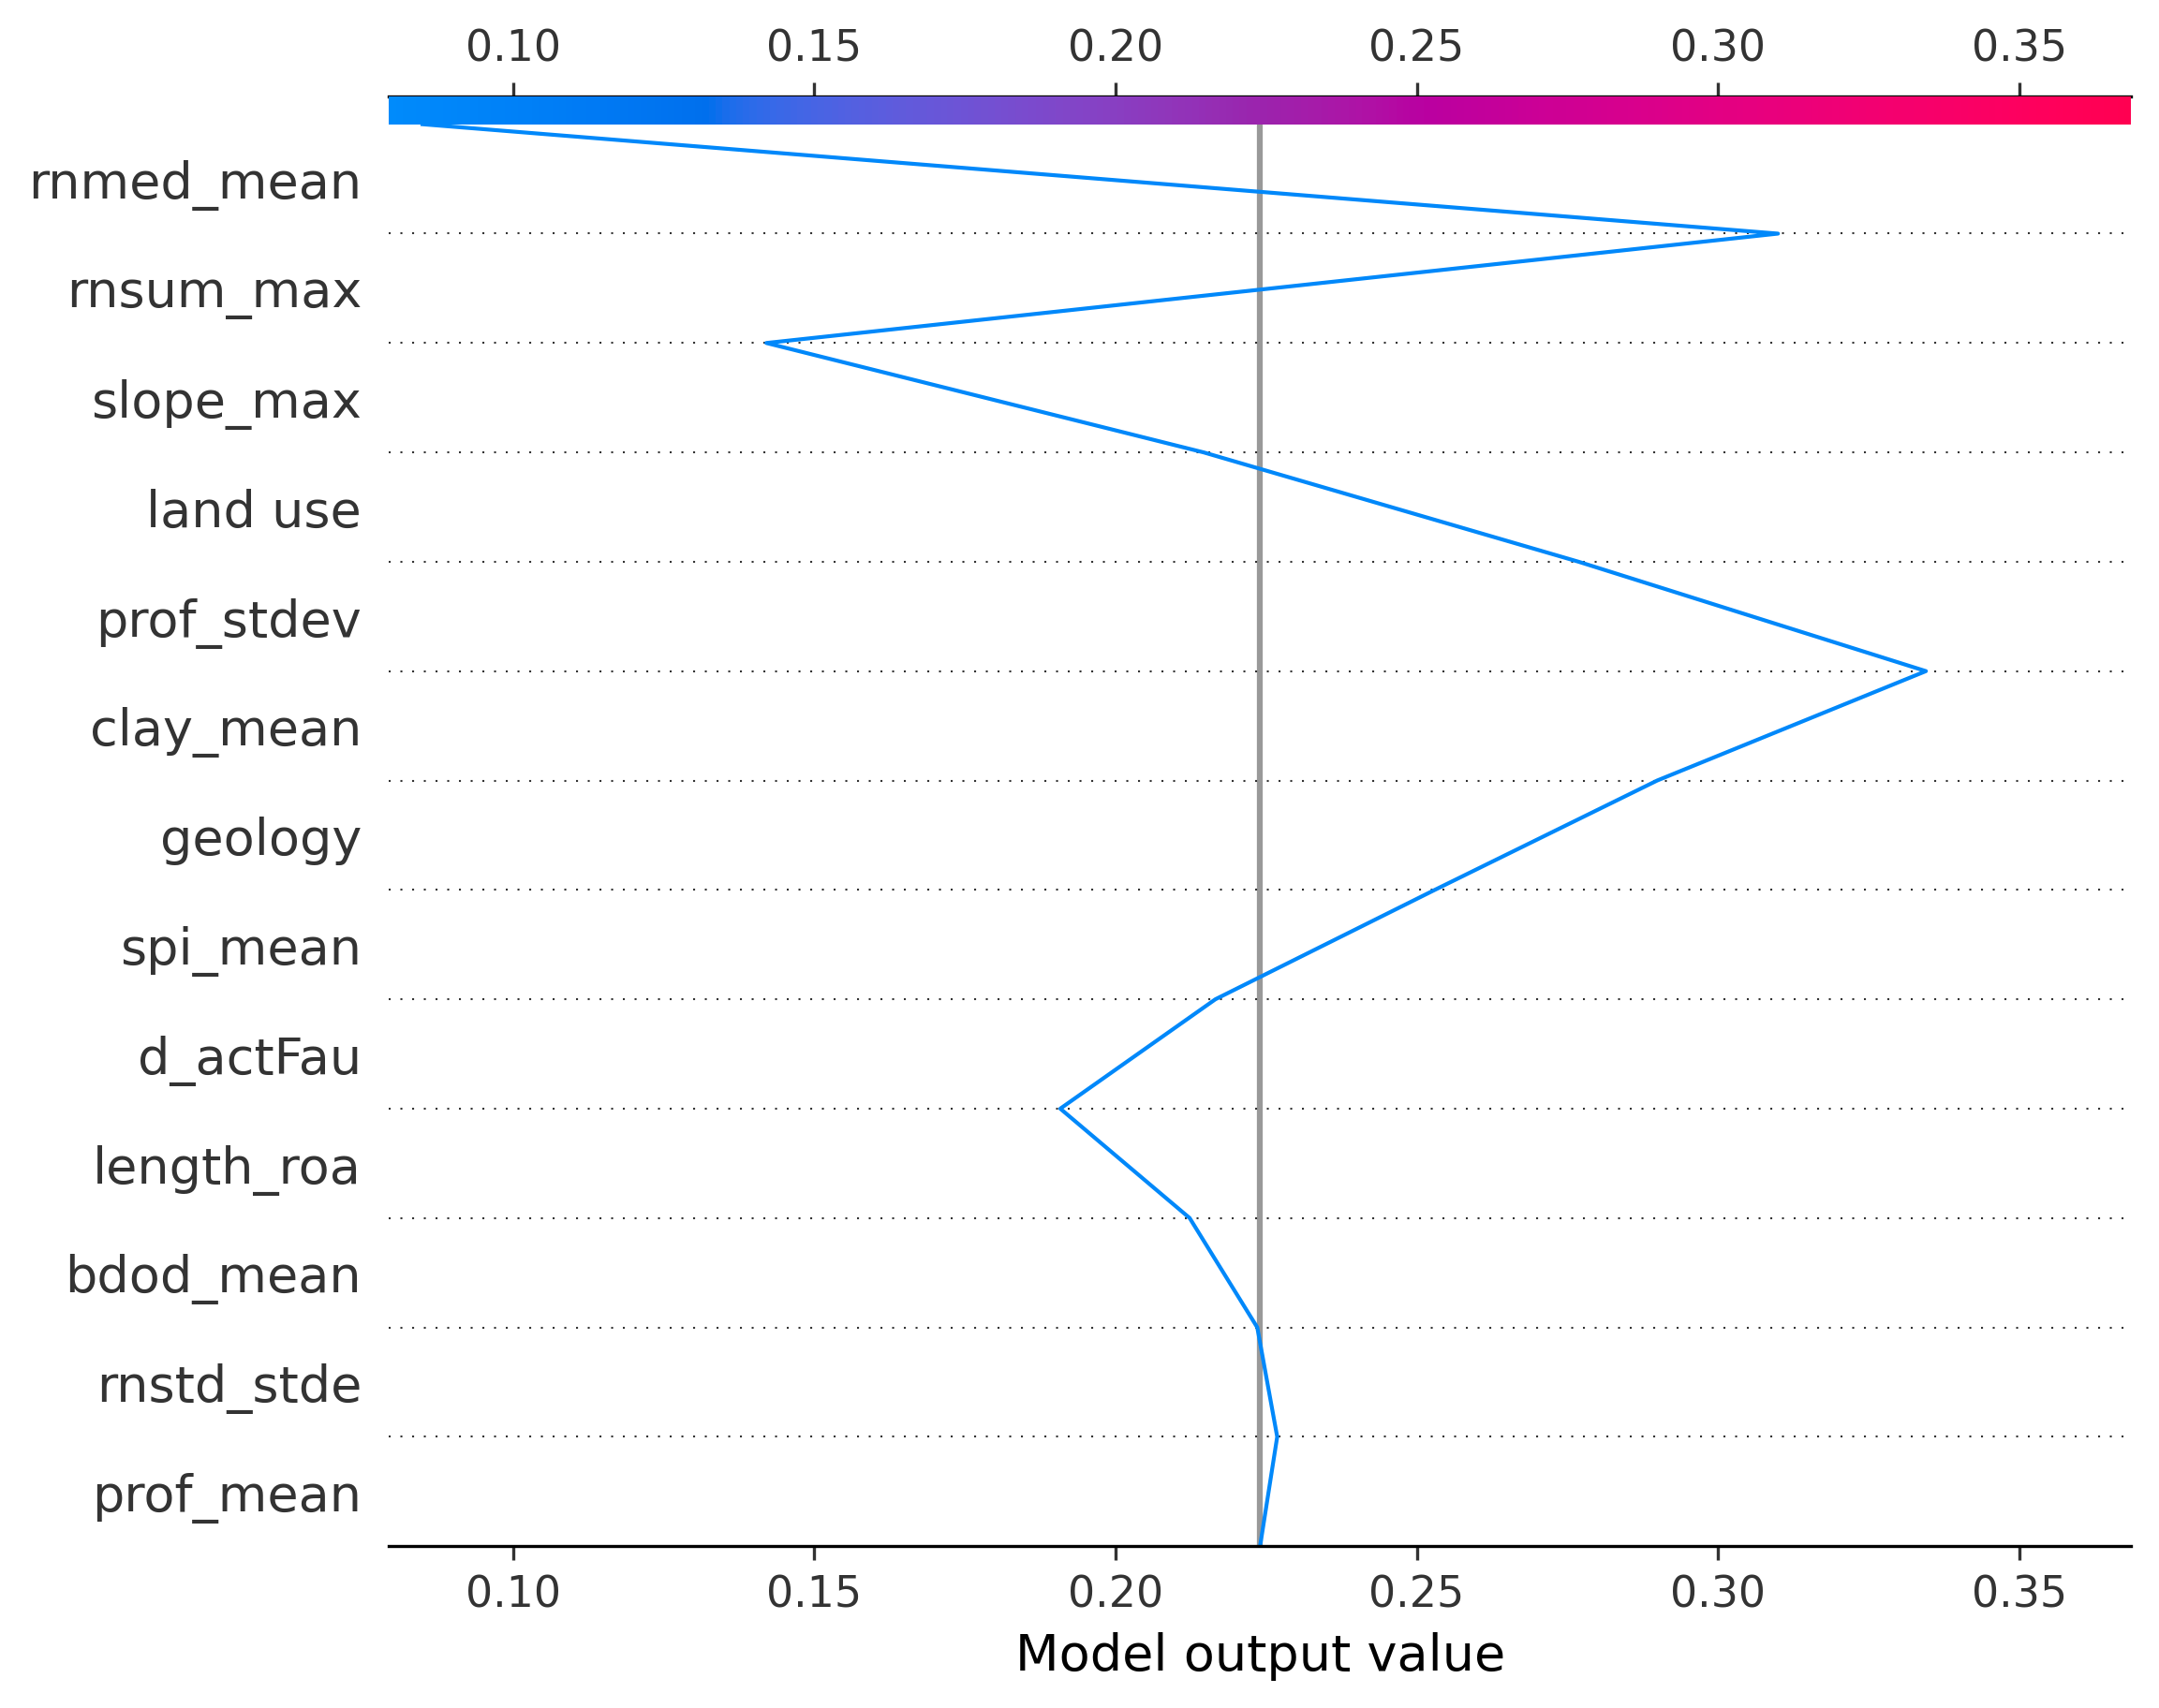 0.10 0.15 0.20 0.25 0.30 0.35
rnmed_mean
rnsum_max
slope_max
land use
prof_stdev
clay_mean
geology
spi_mean
d_actFau
length_roa
bdod_mean
rnstd_stde
prof_mean
0.10 0.15 0.20 0.25 0.30 0.35
Model output value